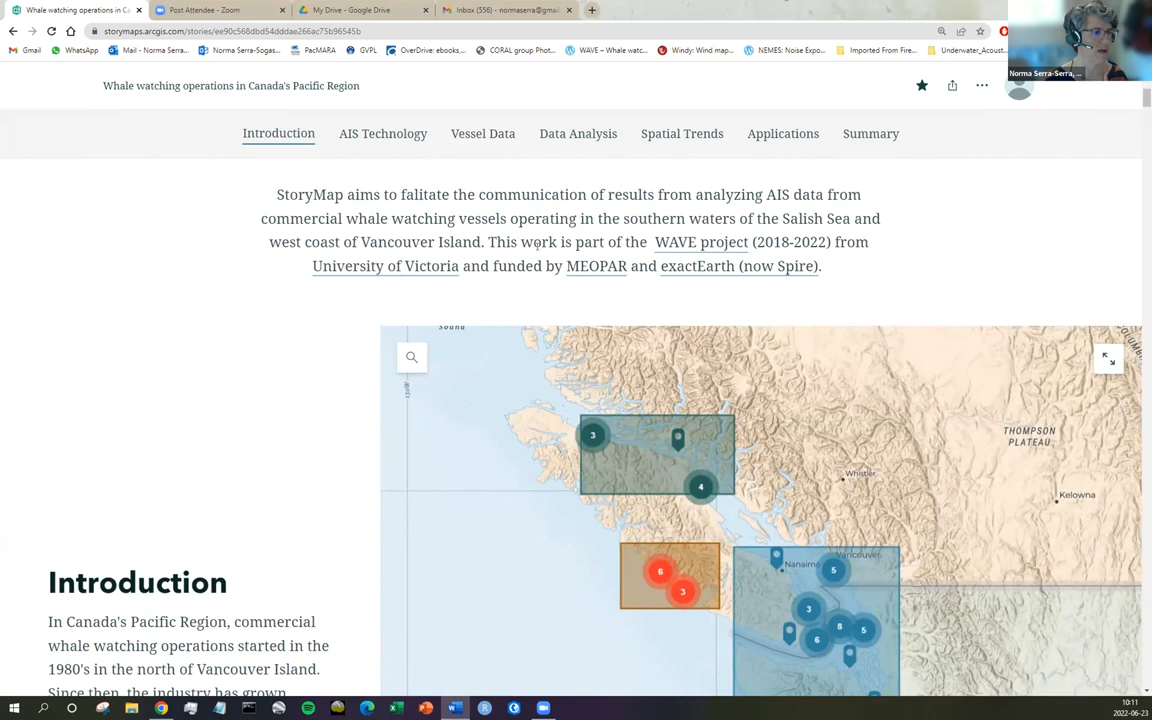 Whale watching operations in C
Post Attendee - Zoom
My Drive - Google Drive
Inbox (556) - normaserra@gmai
storymaps.arcgis.com/stories/ee90c568dbd54dddae266ac75b96545b
Gmail
WhatsApp
Mail - Norma Serra...
Norma Serra-Sogas...
PacMARA
GVPL
OverDrive: ebooks,...
CORAL group Phot...
WAVE – Whale watc...
Windy: Wind map...
NEMES: Noise Expo...
Imported From Fire...
Underwater_Acoust...
Norma Serra-Serra, ...
Whale watching operations in Canada's Pacific Region
Introduction
AIS Technology
Vessel Data
Data Analysis
Spatial Trends
Applications
Summary
StoryMap aims to falitate the communication of results from analyzing AIS data from
commercial whale watching vessels operating in the southern waters of the Salish Sea and
west coast of Vancouver Island. This work is part of the WAVE project (2018-2022) from
University of Victoria and funded by MEOPAR and exactEarth (now Spire).
Sound
THOMPSON
PLATEAU
3
4
Whistler
Kelowna
6
3
Vancouver
Nanaimo
5
3
8
5
6
Introduction
In Canada's Pacific Region, commercial
whale watching operations started in the
1980's in the north of Vancouver Island.
Since then, the industry has grown
10:11
2022-06-23